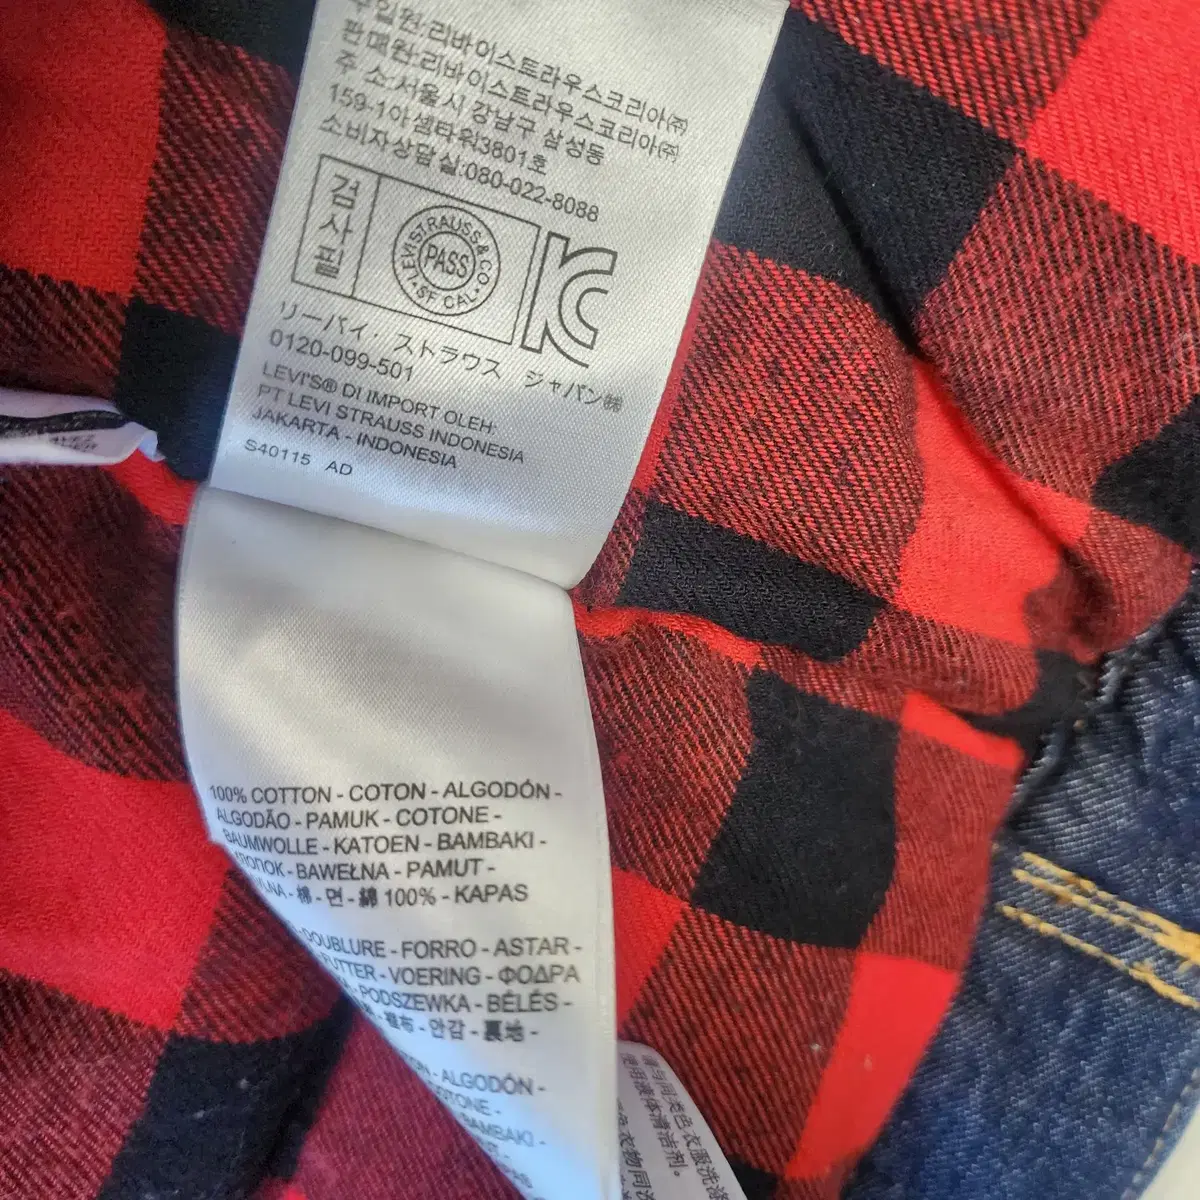 수입원:리바이스트라우스코리아㈜
판매원:리바이스트라우스코리아㈜
주 소:서울시 강남구 삼성동
159-1아셈타워3801호
소비자상담실:080-022-8088
검사필
LEVI STRAUSS & CO
PASS
SF CAL
リーバイ・ストラウス ジャパン㈱
0120-099-501
LEVI'S® DI IMPORT OLEH:
PT LEVI STRAUSS INDONESIA
JAKARTA - INDONESIA
S40115 AD
100% COTTON - COTON - ALGODÓN -
ALGODÃO - PAMUK - COTONE -
BAUMWOLLE - KATOEN - BAMBAKI -
- BAWEŁNA - PAMUT -
- 棉 - 면 - 綿 100% - KAPAS
DOUBLURE - FORRO - ASTAR -
FUTTER - VOERING - ΦΟΔΡΑ
- PODSZEWKA - BÉLÉS -
- 안감 - 裏地 -
- ALGODÓN -
COTONE -
BAMBAKI -